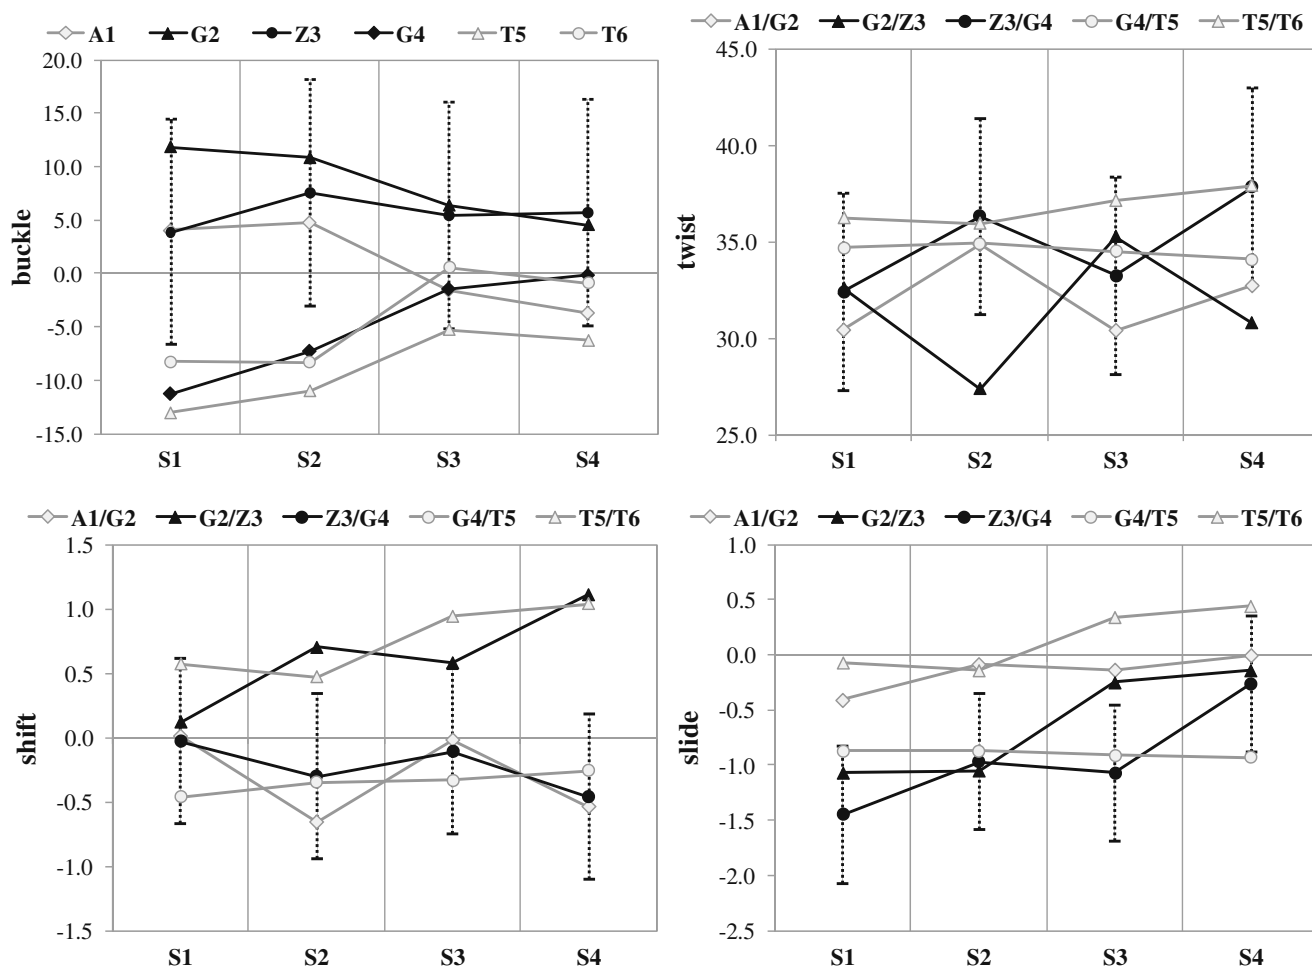 A1 G2 Z3 G4 T5 T6
20.0
15.0
10.0
5.0
0.0
-5.0
-10.0
-15.0
buckle
S1 S2 S3 S4
A1/G2 G2/Z3 Z3/G4 G4/T5 T5/T6
45.0
40.0
35.0
30.0
25.0
twist
S1 S2 S3 S4
A1/G2 G2/Z3 Z3/G4 G4/T5 T5/T6
1.5
1.0
0.5
0.0
-0.5
-1.0
-1.5
shift
S1 S2 S3 S4
A1/G2 G2/Z3 Z3/G4 G4/T5 T5/T6
1.0
0.5
0.0
-0.5
-1.0
-1.5
-2.0
-2.5
slide
S1 S2 S3 S4